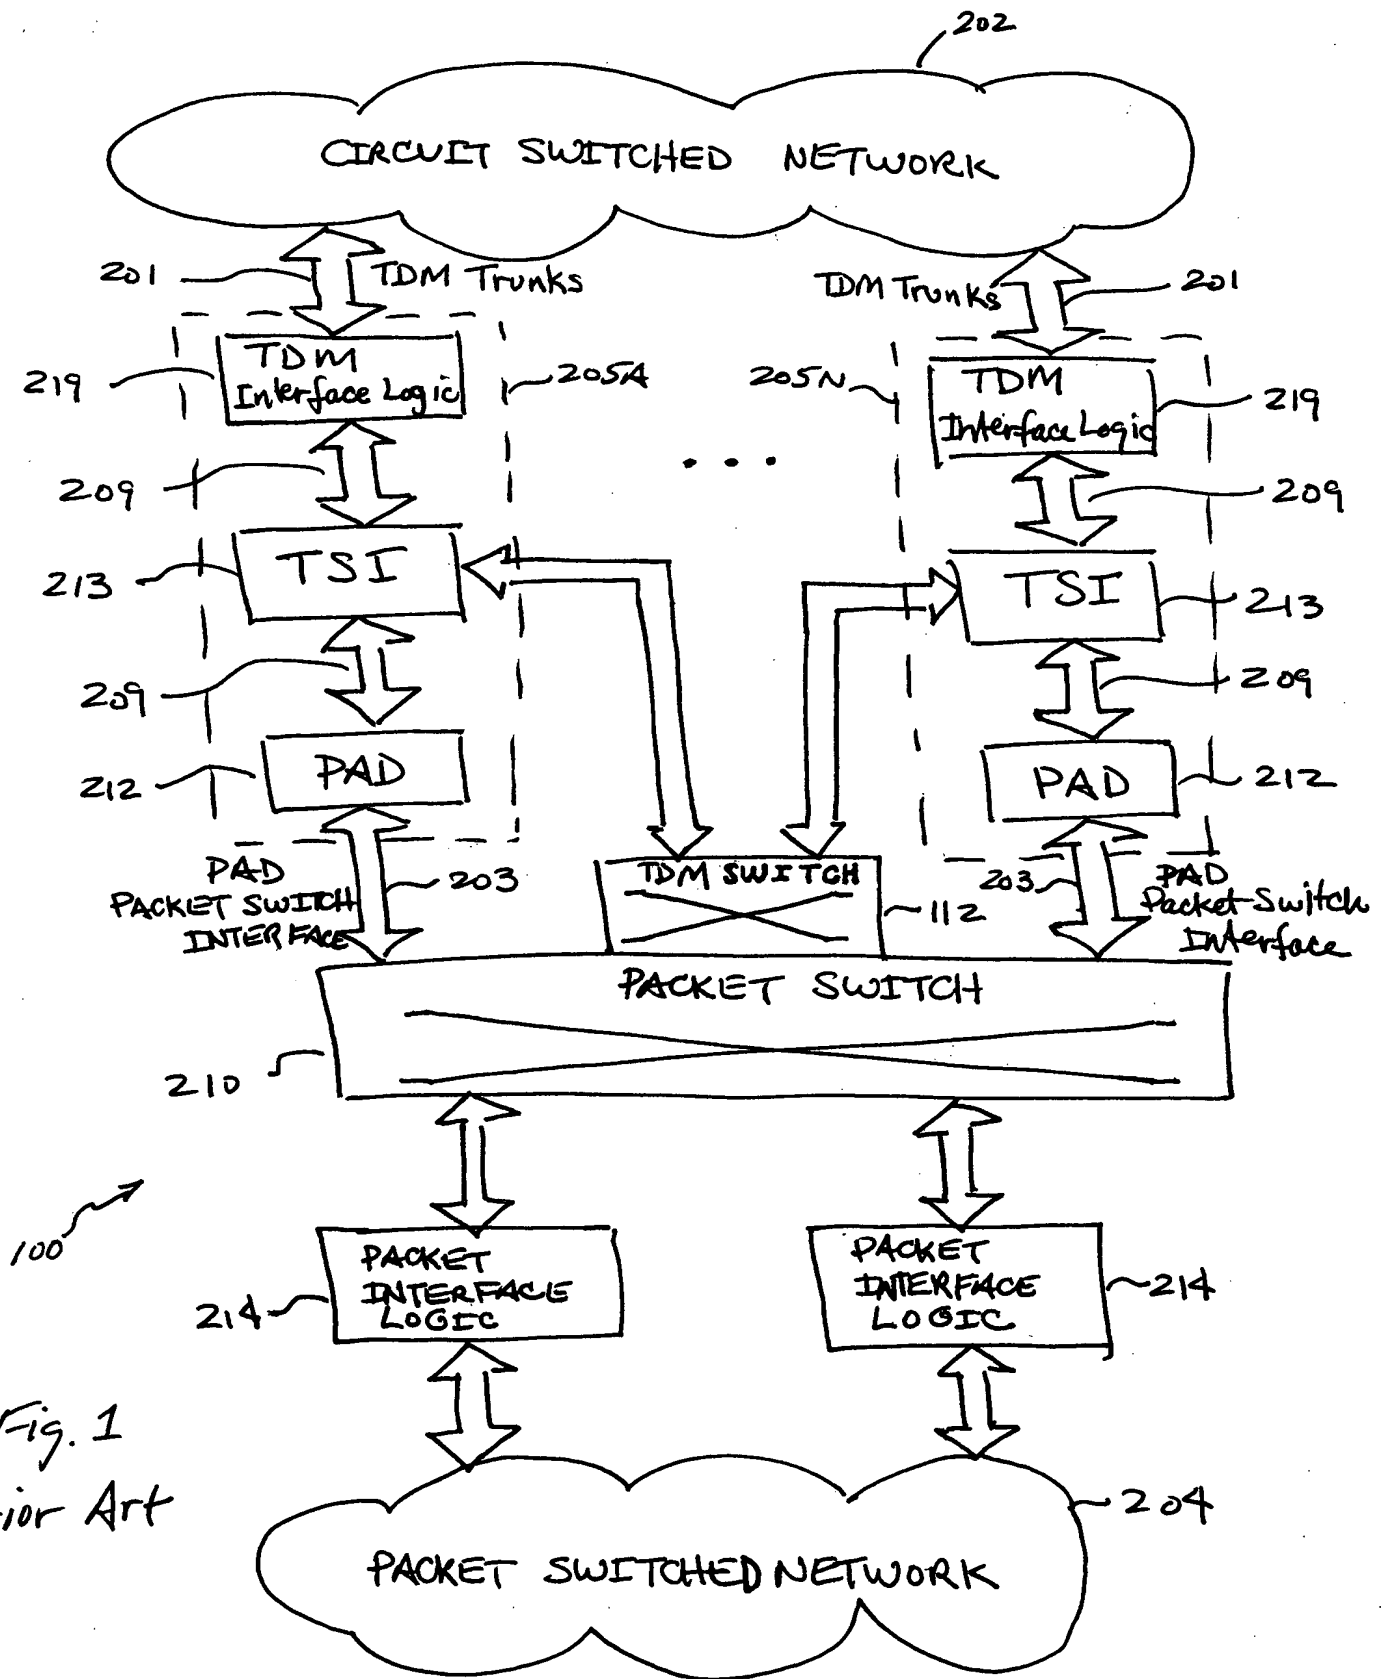 202
CIRCUIT SWITCHED NETWORK
201
TDM Trunks
TDM Trunks
201
219
TDM
Interface Logic
205A
205N
TDM
Interface Logic
219
209
...
209
213
TSI
TSI
213
209
209
212
PAD
PAD
212
PAD
PACKET SWITCH
INTERFACE
203
TDM SWITCH
112
203
PAD
Packet Switch
Interface
PACKET SWITCH
210
100
PACKET
INTERFACE
LOGIC
214
PACKET
INTERFACE
LOGIC
214
Fig. 1
ior Art
204
PACKET SWITCHED NETWORK